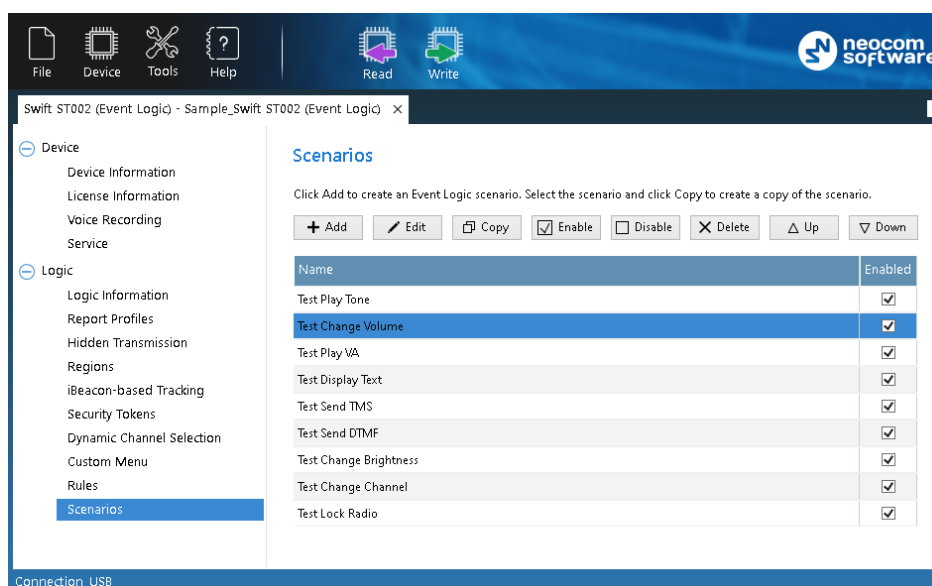 File Device Tools Help Read Write
neocom
software
Swift ST002 (Event Logic) - Sample_Swift ST002 (Event Logic)
Device
Device Information
License Information
Voice Recording
Service
Logic
Logic Information
Report Profiles
Hidden Transmission
Regions
iBeacon-based Tracking
Security Tokens
Dynamic Channel Selection
Custom Menu
Rules
Scenarios
Scenarios
Click Add to create an Event Logic scenario. Select the scenario and click Copy to create a copy of the scenario.
Add Edit Copy Enable Disable Delete Up Down
Name Enabled
Test Play Tone
Test Change Volume
Test Play VA
Test Display Text
Test Send TMS
Test Send DTMF
Test Change Brightness
Test Change Channel
Test Lock Radio
Connection USB